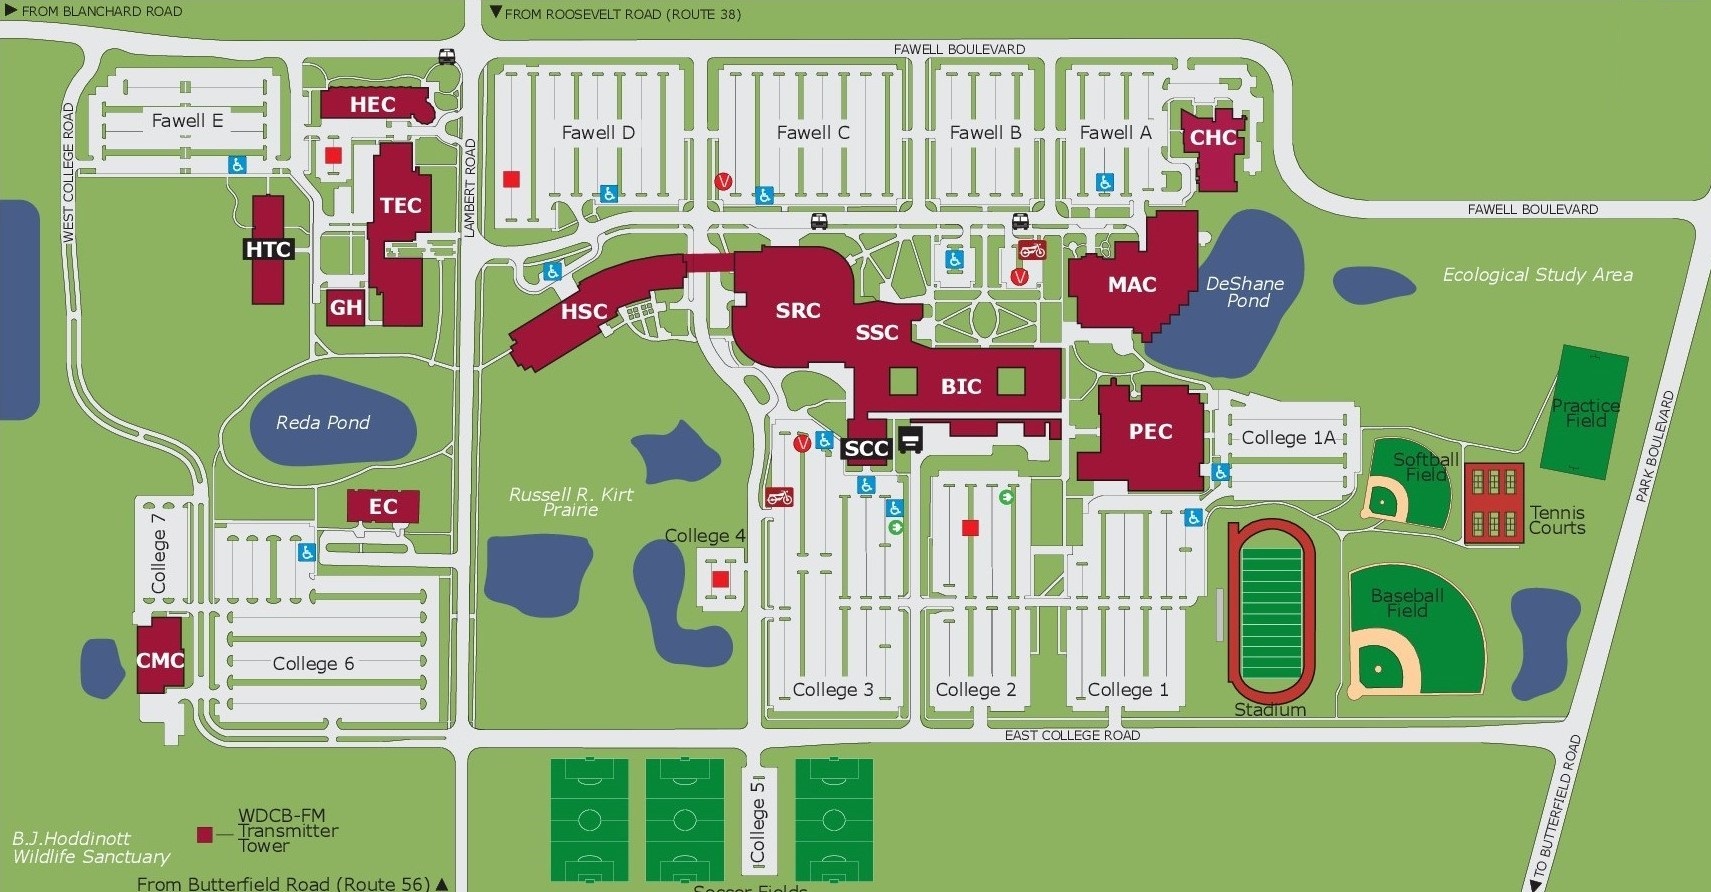 FROM BLANCHARD ROAD
FROM ROOSEVELT ROAD (ROUTE 38)
FAWELL BOULEVARD
WEST COLLEGE ROAD
Fawell E
HEC
LAMBERT ROAD
Fawell D
Fawell C
Fawell B
Fawell A
CHC
TEC
V
FAWELL BOULEVARD
HTC
GH
HSC
SRC
SSC
V
MAC
DeShane
Pond
Ecological Study Area
BIC
Reda Pond
PEC
College 1A
Practice
Field
PARK BOULEVARD
V
SCC
Softball
Field
Russell R. Kirt
Prairie
EC
College 7
College 4
Tennis
Courts
Baseball
Field
CMC
College 6
College 3
College 2
College 1
Stadium
EAST COLLEGE ROAD
College 5
WDCB-FM
Transmitter
Tower
B.J.Hoddinott
Wildlife Sanctuary
TO BUTTERFIELD ROAD
From Butterfield Road (Route 56)
Soccer Fields